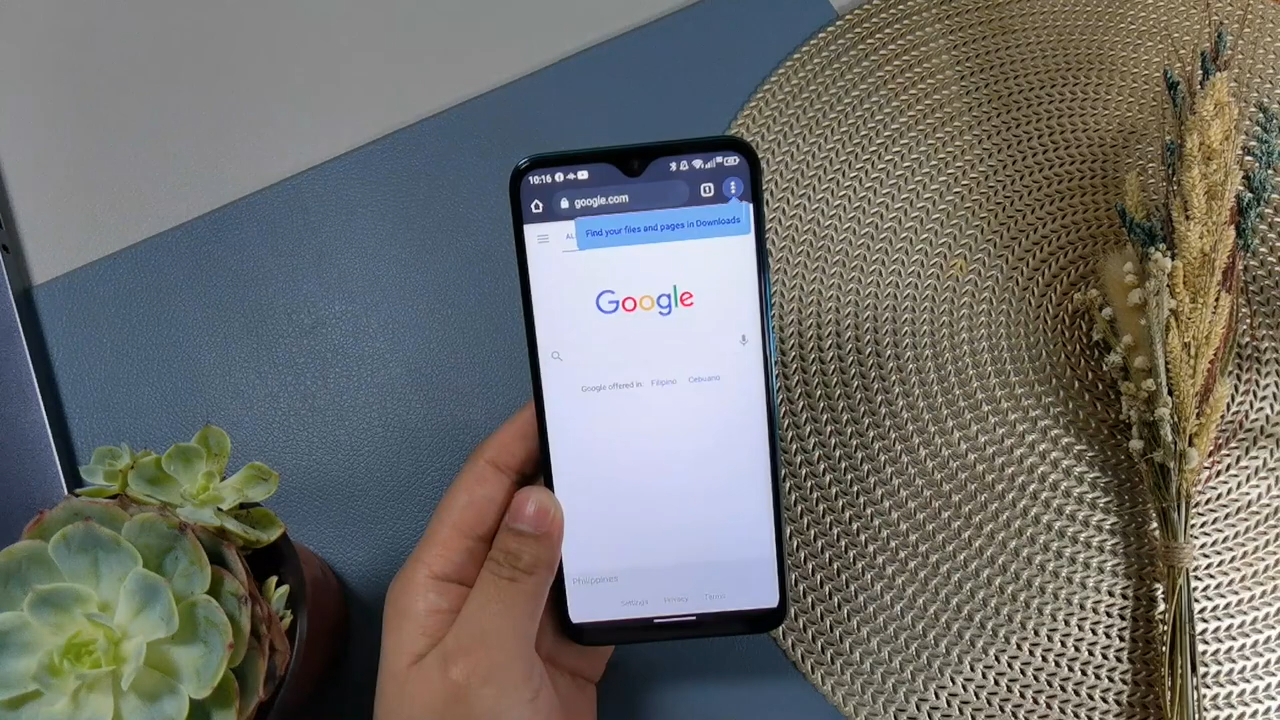 10:16
google.com
1
Find your files and pages in Downloads
Google
Google offered in: Filipino Cebuano
Philippines
Settings Privacy Terms